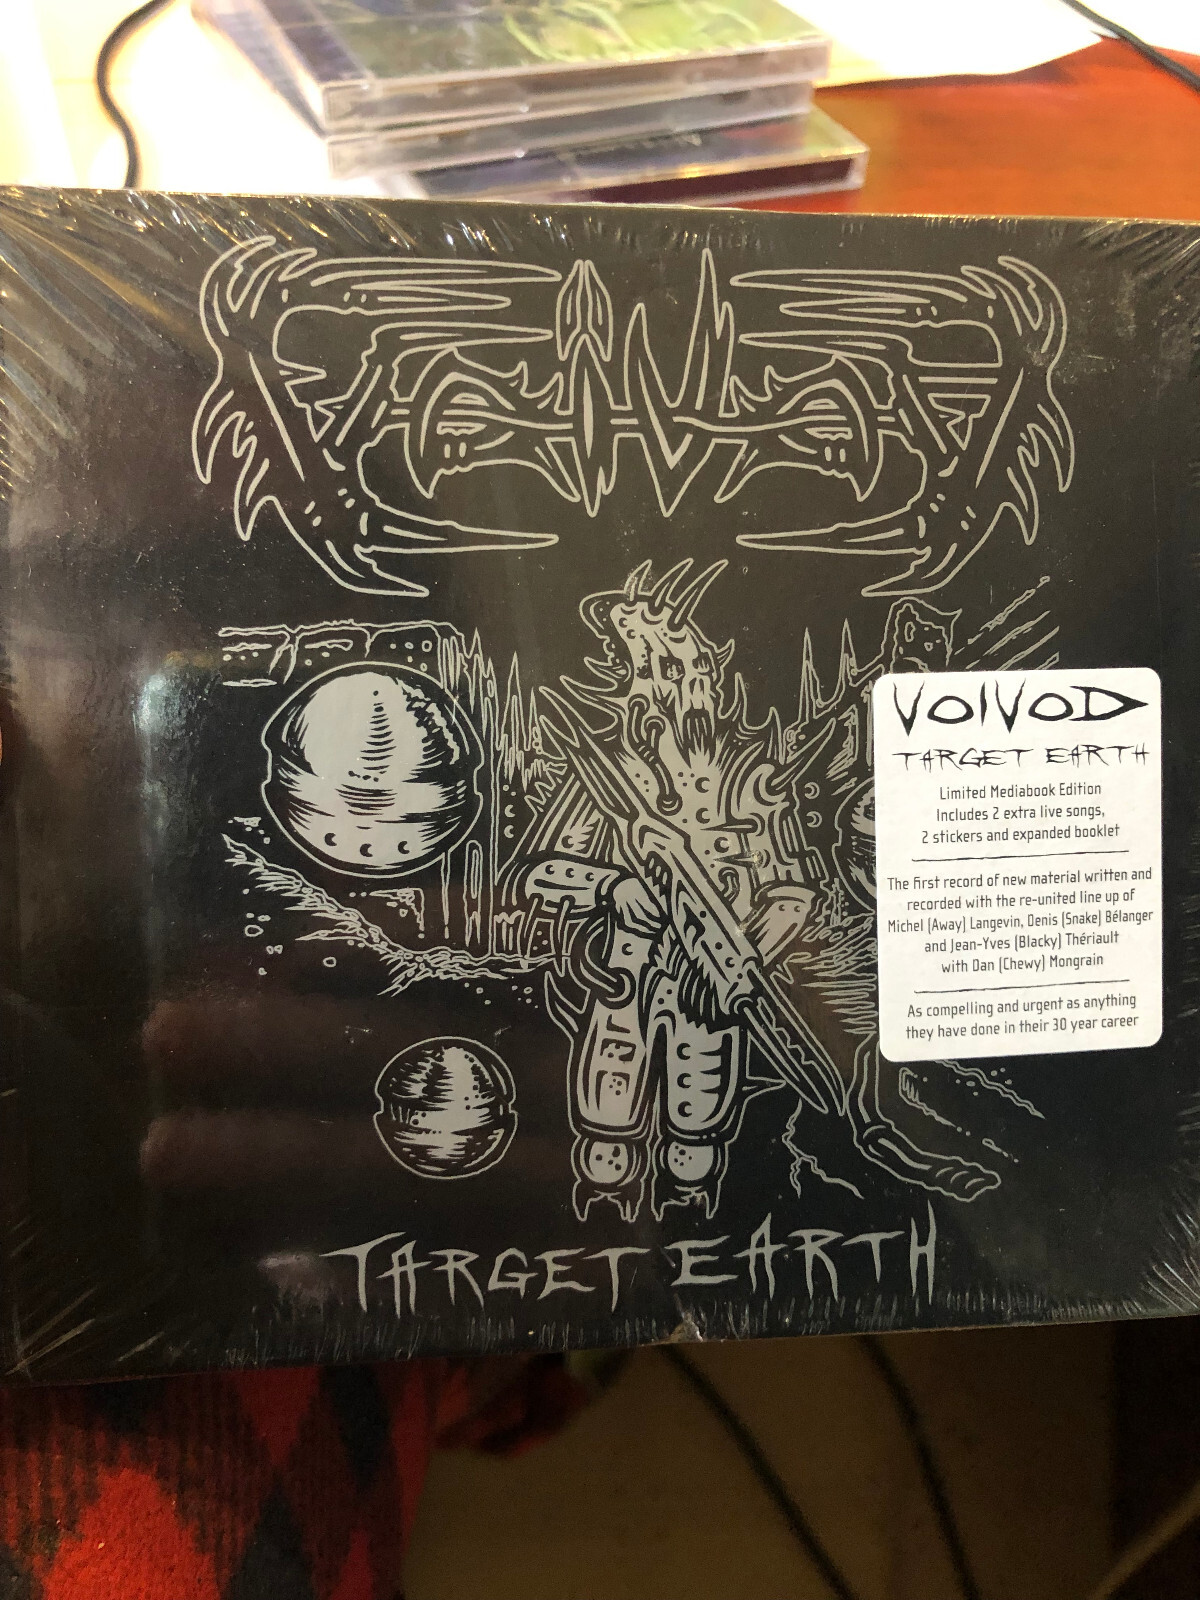 VOIVOD
VOIVOD
TARGET EARTH
Limited Mediabook Edition
Includes 2 extra live songs,
2 stickers and expanded booklet
The first record of new material written and
recorded with the re-united line up of
Michel (Away) Langevin, Denis (Snake) Bélanger
and Jean-Yves (Blacky) Thériault
with Dan (Chewy) Mongrain
As compelling and urgent as anything
they have done in their 30 year career
TARGET EARTH